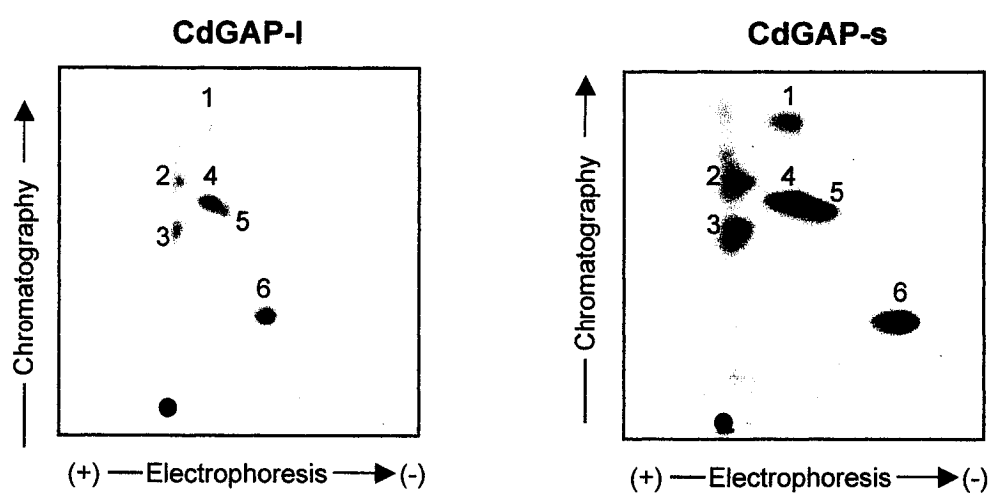 CdGAP-l
CdGAP-s
1
2
4
3
5
6
Chromatography
(+) Electrophoresis (-)
1
2
4
5
3
6
Chromatography
(+) Electrophoresis (-)